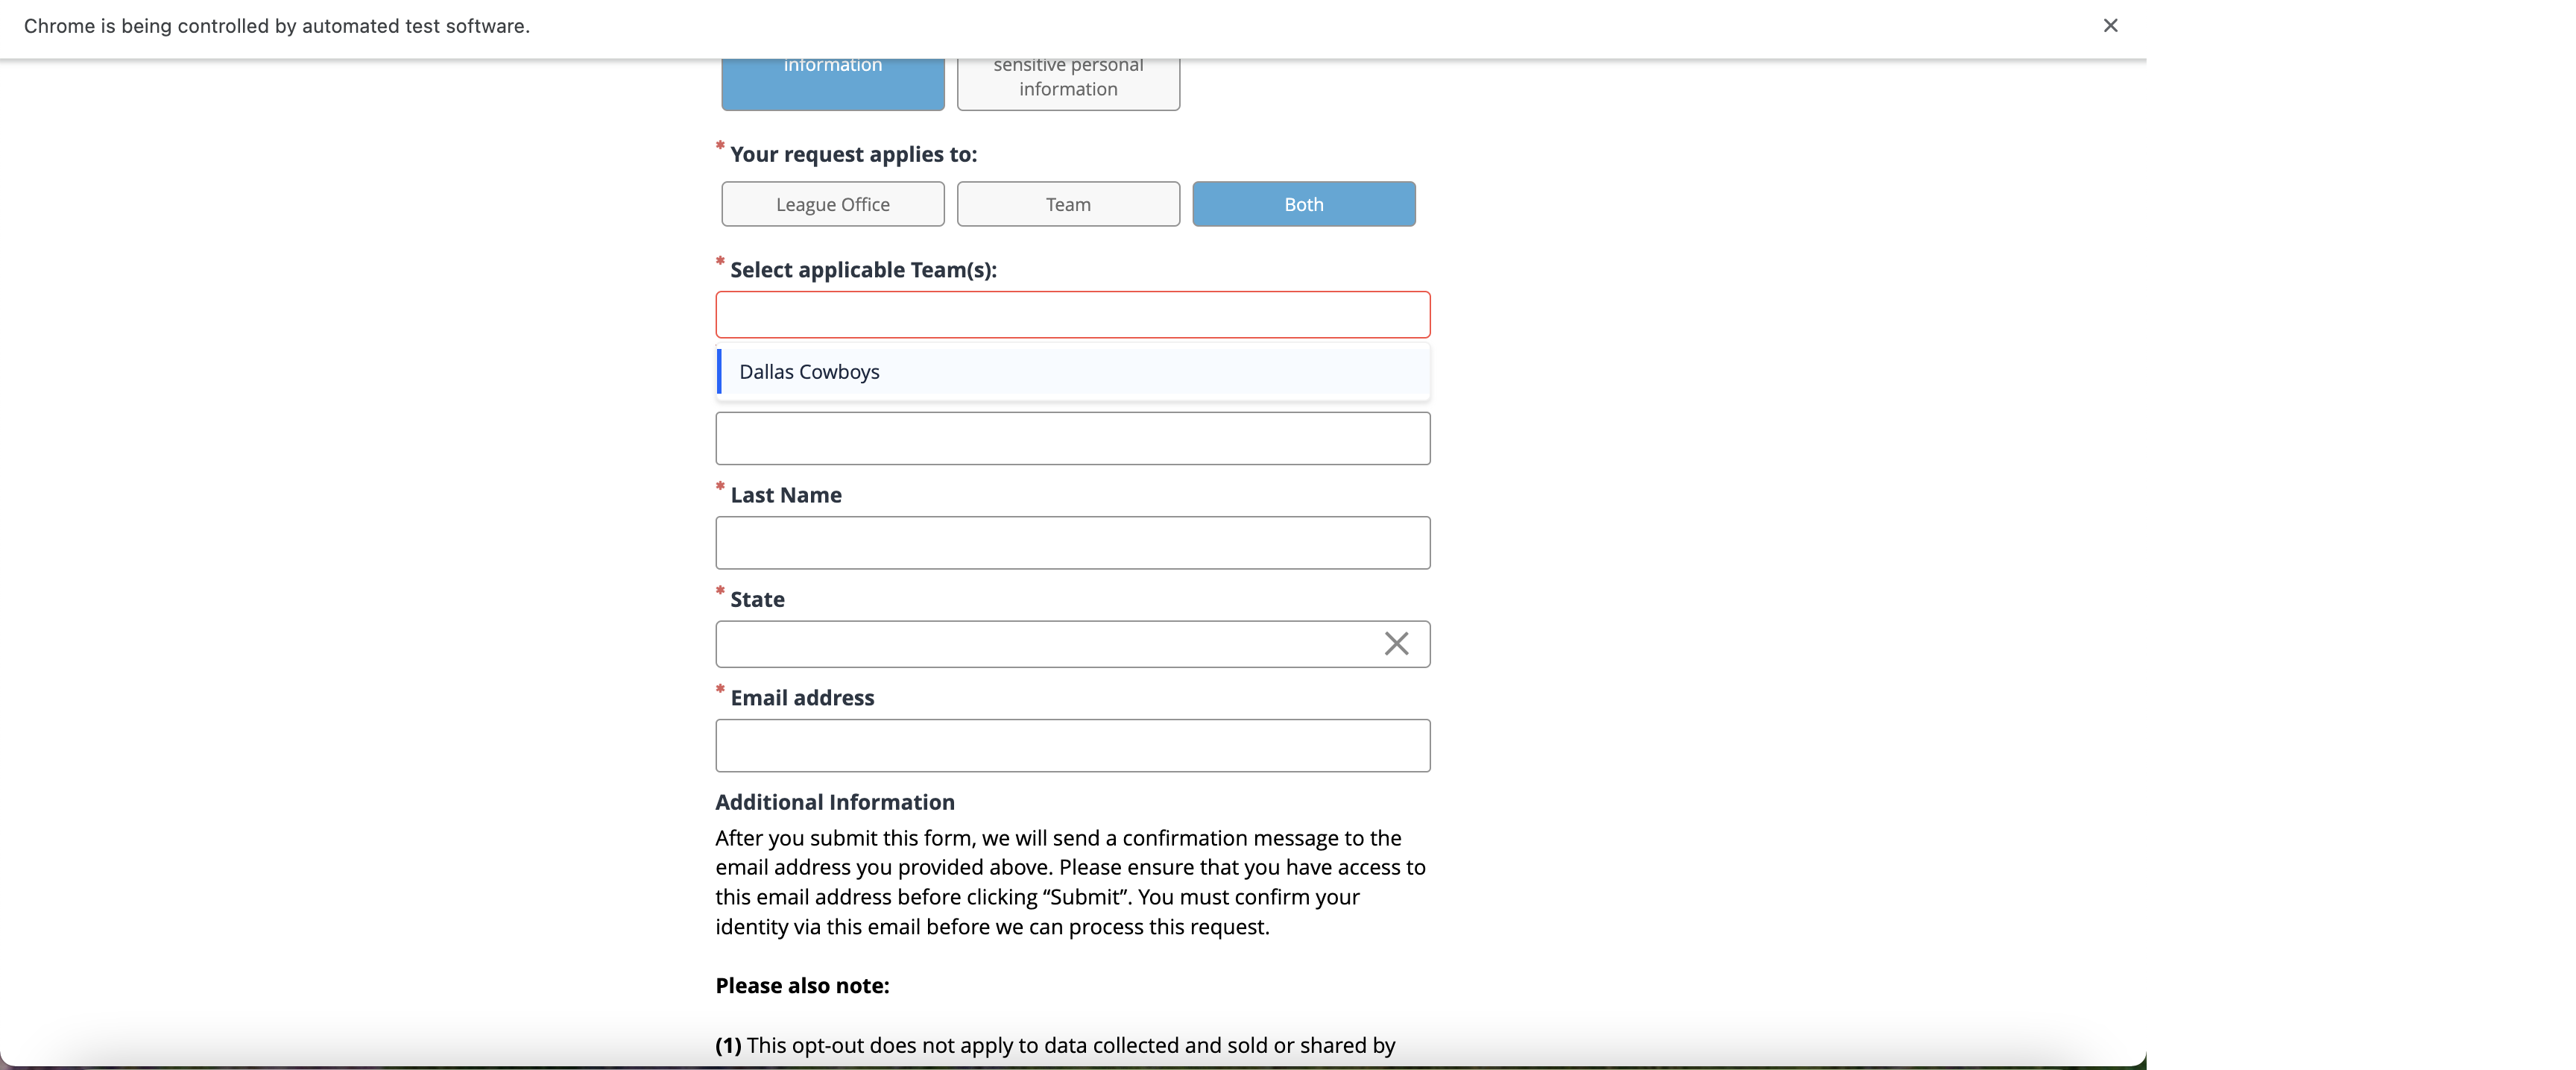 Chrome is being controlled by automated test software.
information
sensitive personal
information
* Your request applies to:
League Office
Team
Both
* Select applicable Team(s):
Dallas Cowboys
* Last Name
* State
* Email address
Additional Information
After you submit this form, we will send a confirmation message to the
email address you provided above. Please ensure that you have access to
this email address before clicking “Submit”. You must confirm your
identity via this email before we can process this request.
Please also note:
(1) This opt-out does not apply to data collected and sold or shared by